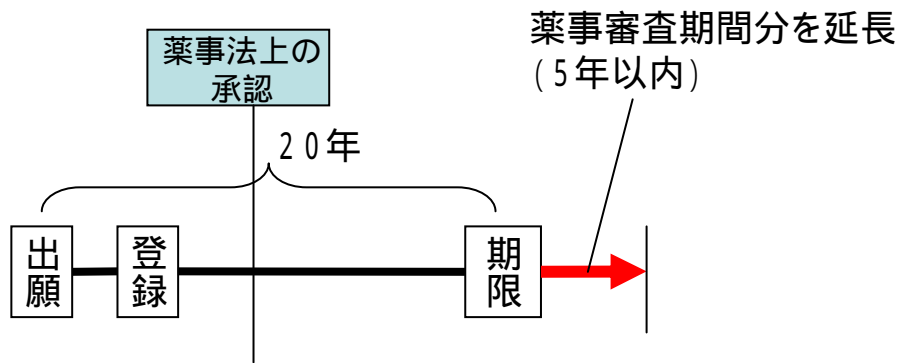 薬事審査期間分を延長
(5年以内)
薬事法上の
承認
20年
出願
登録
期限